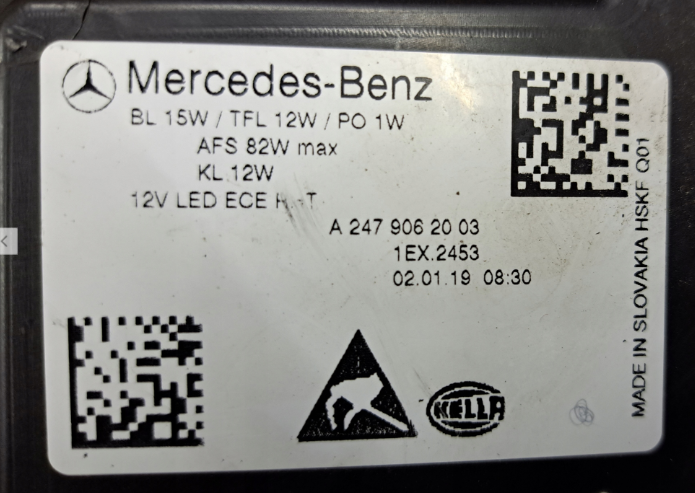 Mercedes-Benz
BL 15W / TFL 12W / PO 1W
AFS 82W max
KL 12W
12V LED ECE
A 247 906 20 03
1EX.2453
02.01.19 08:30
HELLA
MADE IN SLOVAKIA HSKF Q01